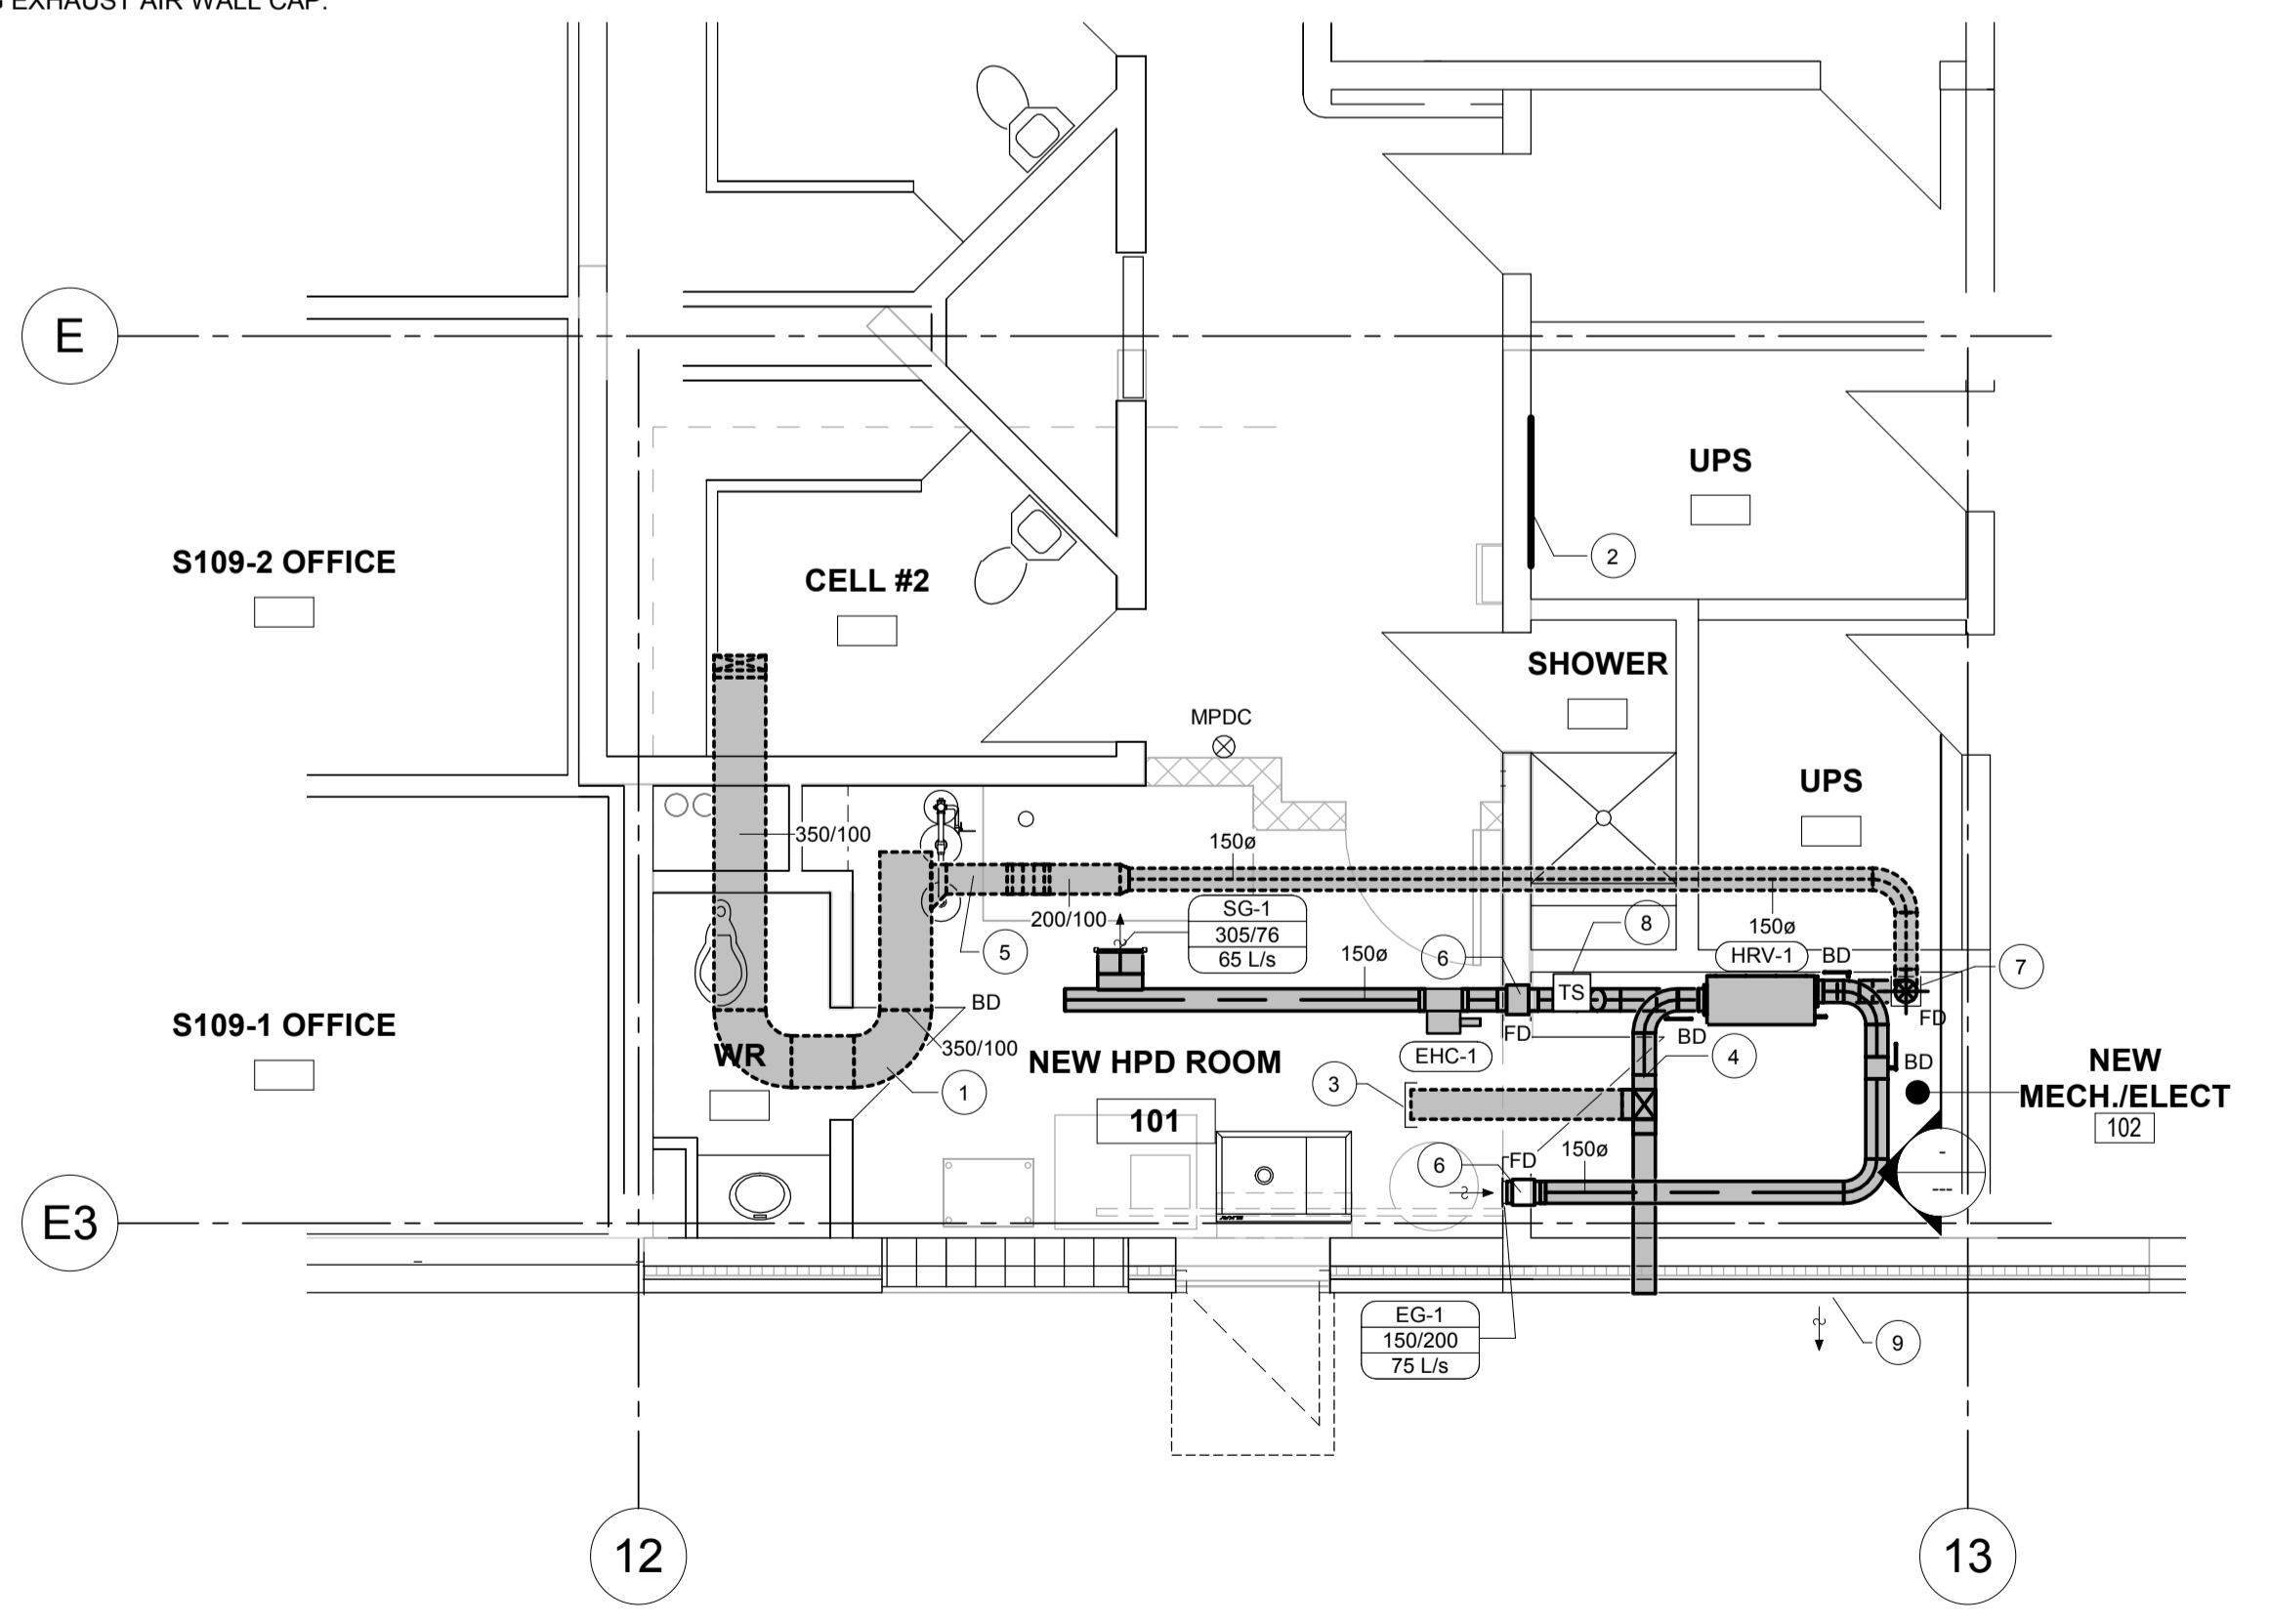 EXHAUST AIR WALL CAP.
E
UPS
2
S109-2 OFFICE
CELL #2
SHOWER
MPDC
UPS
350/100
150ø
200/100
SG-1
305/76
65 L/s
5
8
150ø
150ø
6
HRV-1
BD
7
TS
BD
S109-1 OFFICE
WR
350/100
NEW HPD ROOM
FD
FD
BD
EHC-1
4
BD
NEW
MECH./ELECT
102
1
3
101
FD
150ø
6
-
---
E3
EG-1
150/200
75 L/s
9
12
13